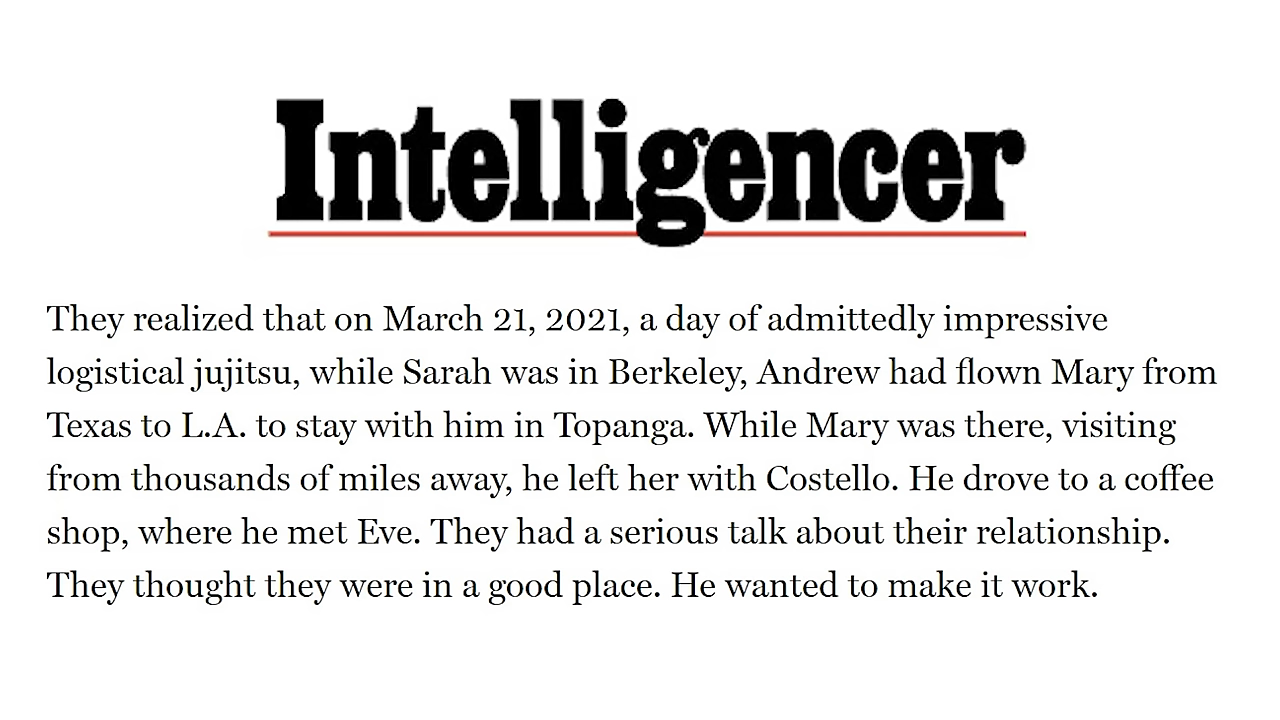 Intelligencer
They realized that on March 21, 2021, a day of admittedly impressive
logistical jujitsu, while Sarah was in Berkeley, Andrew had flown Mary from
Texas to L.A. to stay with him in Topanga. While Mary was there, visiting
from thousands of miles away, he left her with Costello. He drove to a coffee
shop, where he met Eve. They had a serious talk about their relationship.
They thought they were in a good place. He wanted to make it work.